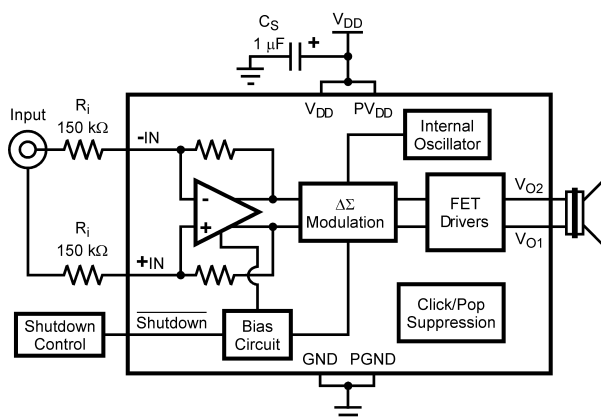 C_S
1 µF
+
V_DD
Input
R_i
150 kΩ
-IN
V_DD
PV_DD
Internal
Oscillator
-
+
ΔΣ
Modulation
FET
Drivers
V_O2
V_O1
R_i
150 kΩ
+IN
Shutdown
Control
Shutdown
Bias
Circuit
Click/Pop
Suppression
GND
PGND